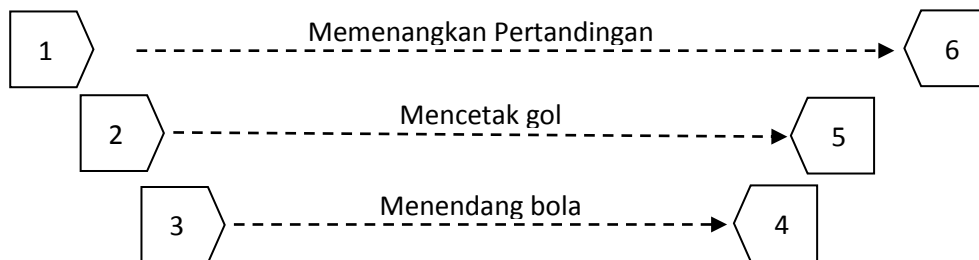 1 Memenangkan Pertandingan 6
2 Mencetak gol 5
3 Menendang bola 4